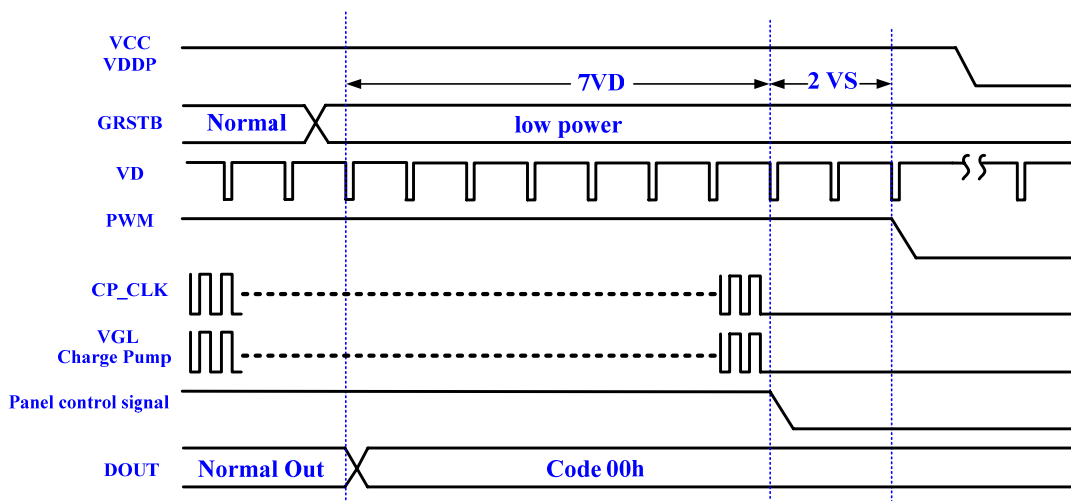 VCC
VDDP
7VD
2 VS
GRSTB
Normal
low power
VD
PWM
CP_CLK
VGL
Charge Pump
Panel control signal
DOUT
Normal Out
Code 00h